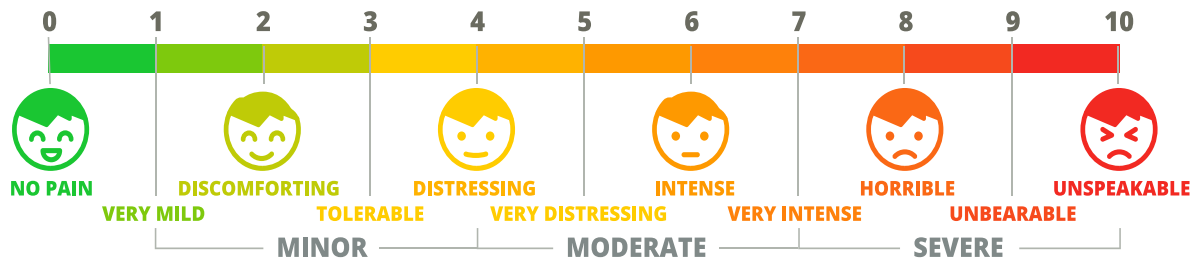 0 1 2 3 4 5 6 7 8 9 10
NO PAIN DISCOMFORTING DISTRESSING INTENSE HORRIBLE UNSPEAKABLE
VERY MILD TOLERABLE VERY DISTRESSING VERY INTENSE UNBEARABLE
MINOR MODERATE SEVERE